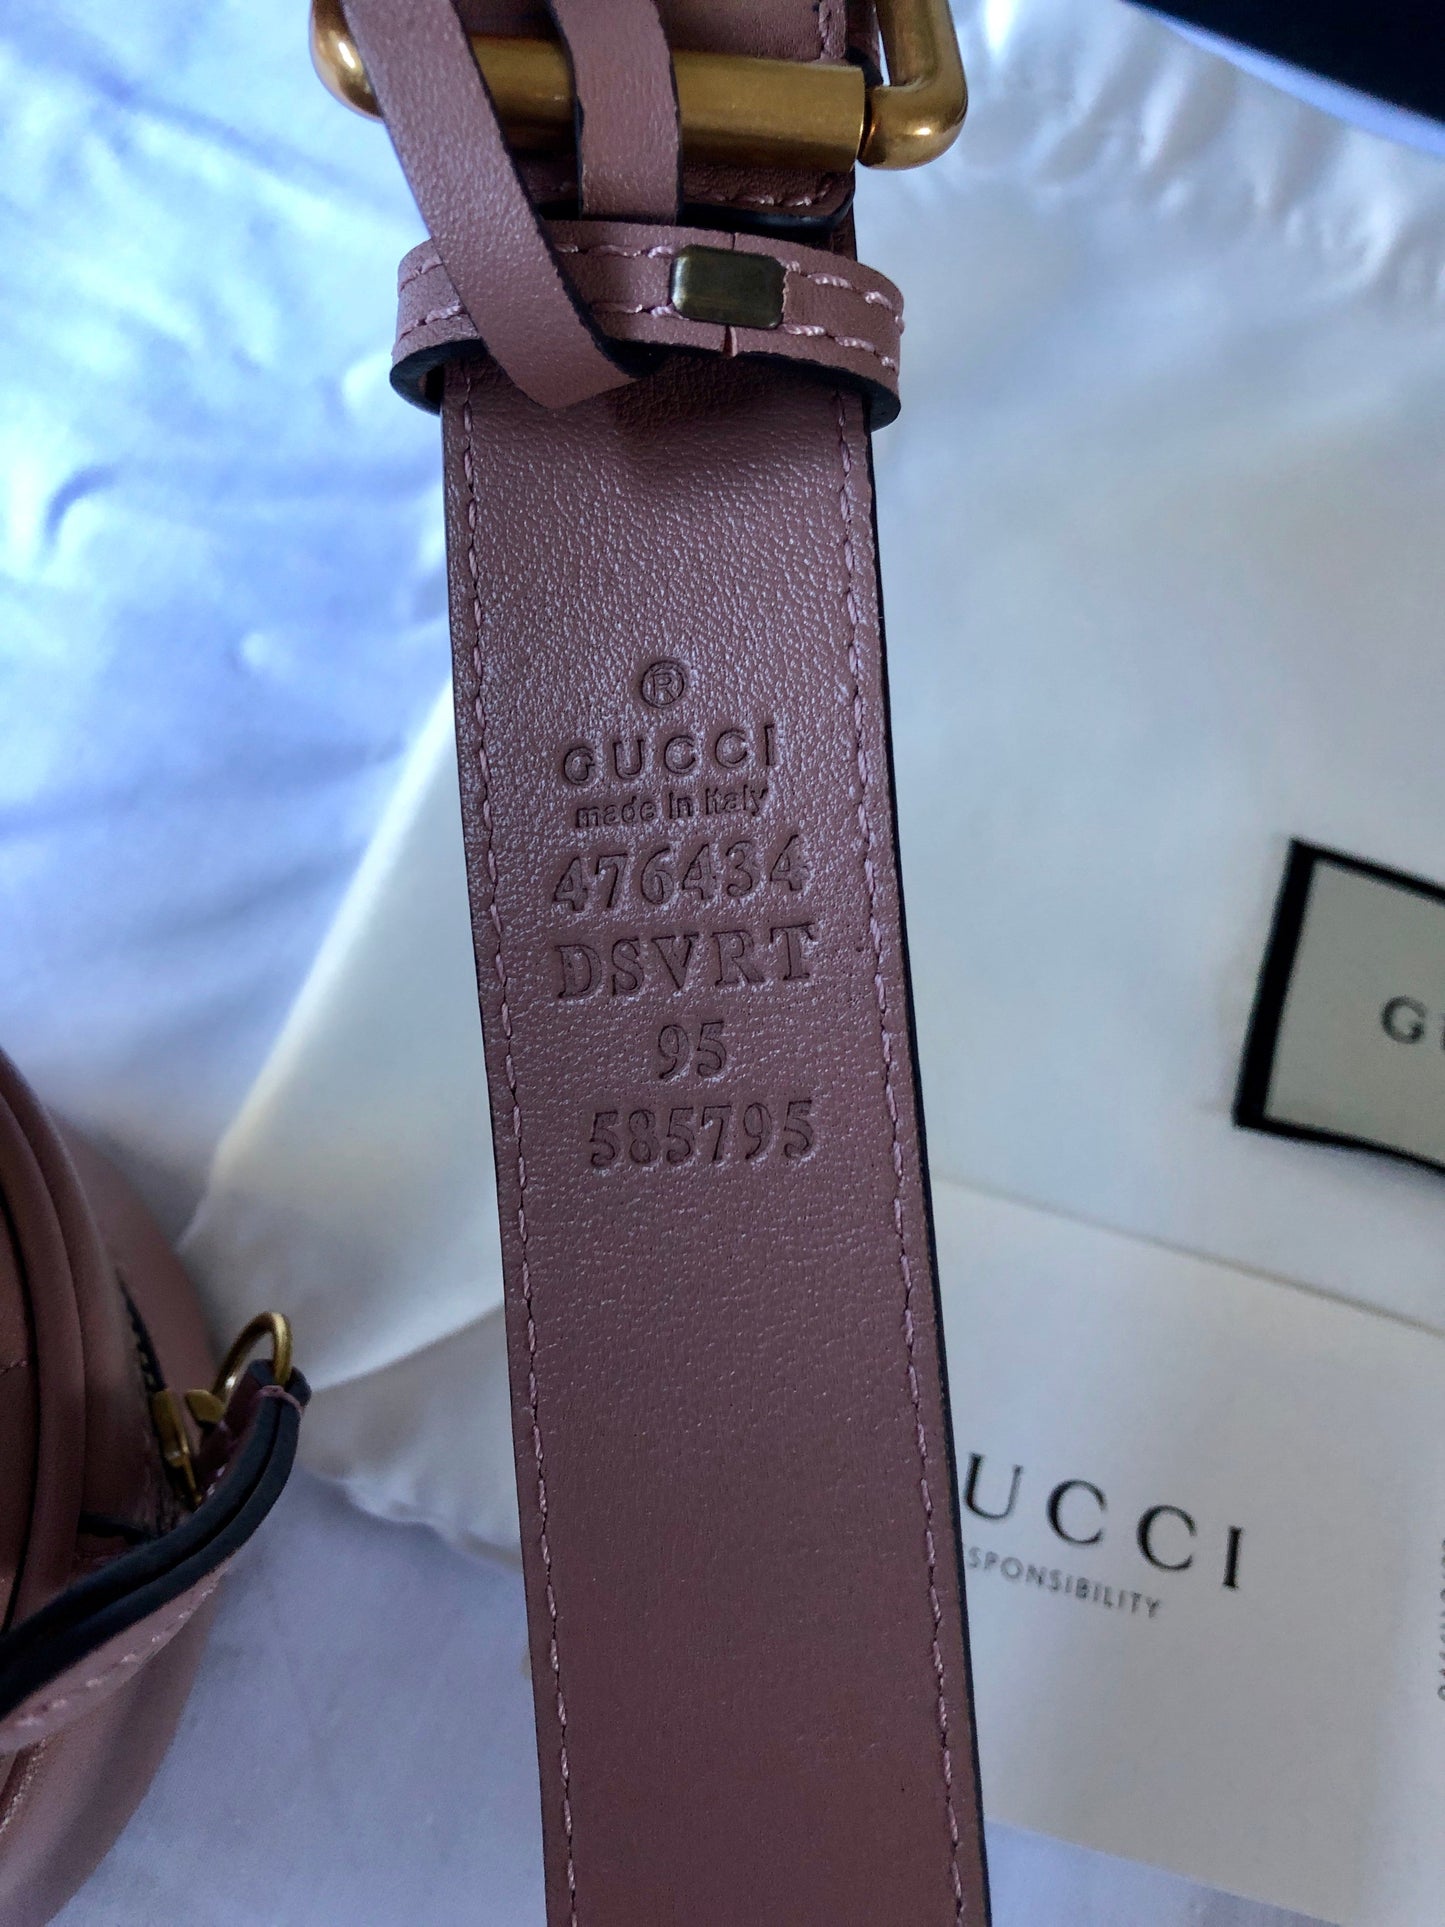 ®
GUCCI
made in Italy
476434
DSVRT
95
585795
UCCI
SPONSIBILITY